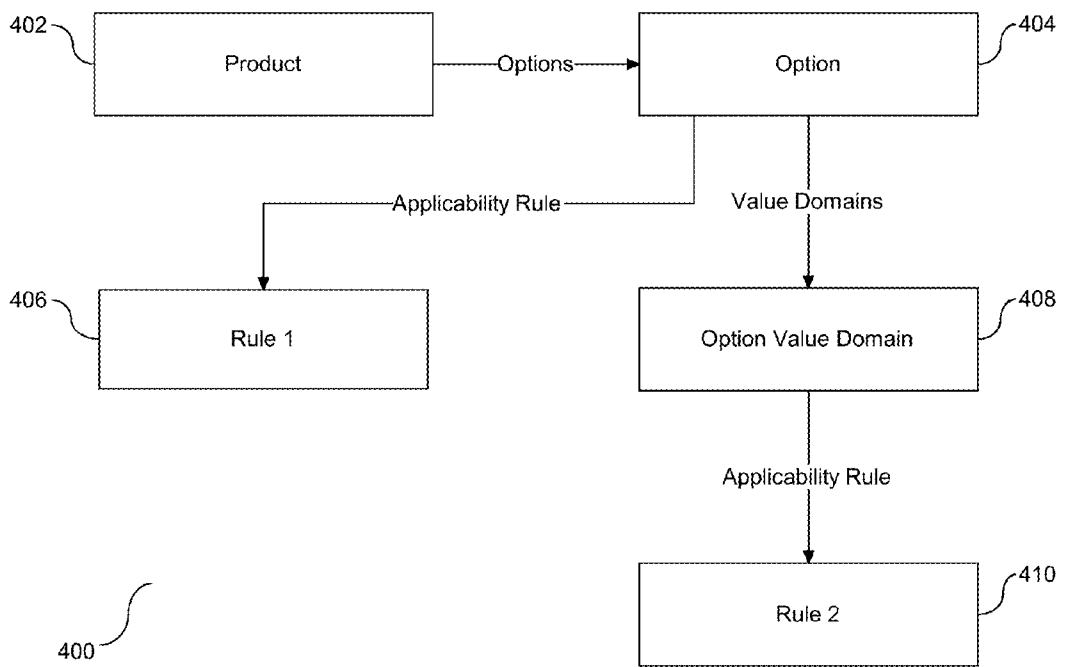 402
Product
Options
Option
404
Applicability Rule
Value Domains
406
Rule 1
Option Value Domain
408
Applicability Rule
400
Rule 2
410